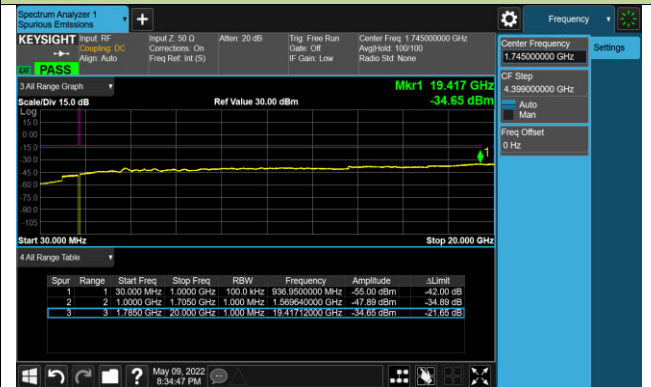 Spectrum Analyzer 1
Spurious Emissions
Frequency
KEYSIGHT
Input: RF
Coupling: DC
Align: Auto
Input Z: 50 Ω
Corrections: On
Freq Ref: Int (S)
Atten: 20 dB
Trig: Free Run
Gate: Off
IF Gain: Low
Center Freq: 1.745000000 GHz
Avg|Hold: 100/100
Radio Std: None
PASS
Center Frequency
1.745000000 GHz
Settings
CF Step
4.399000000 GHz
Auto
Man
Freq Offset
0 Hz
3 All Range Graph
Mkr1 19.417 GHz
Scale/Div 15.0 dB
Ref Value 30.00 dBm
-34.65 dBm
Log
15.0
0.00
-15.0
-30.0
-45.0
-60.0
-75.0
-90.0
-105
1
Start 30.000 MHz
Stop 20.000 GHz
4 All Range Table
Spur Range Start Freq Stop Freq RBW Frequency Amplitude ΔLimit
1 1 30.000 MHz 1.0000 GHz 100.0 kHz 936.9500000 MHz -55.00 dBm -42.00 dB
2 2 1.0000 GHz 1.7050 GHz 1.000 MHz 1.569640000 GHz -47.89 dBm -34.89 dB
3 3 1.7850 GHz 20.000 GHz 1.000 MHz 19.41712000 GHz -34.65 dBm -21.65 dB
?
May 09, 2022
8:34:47 PM